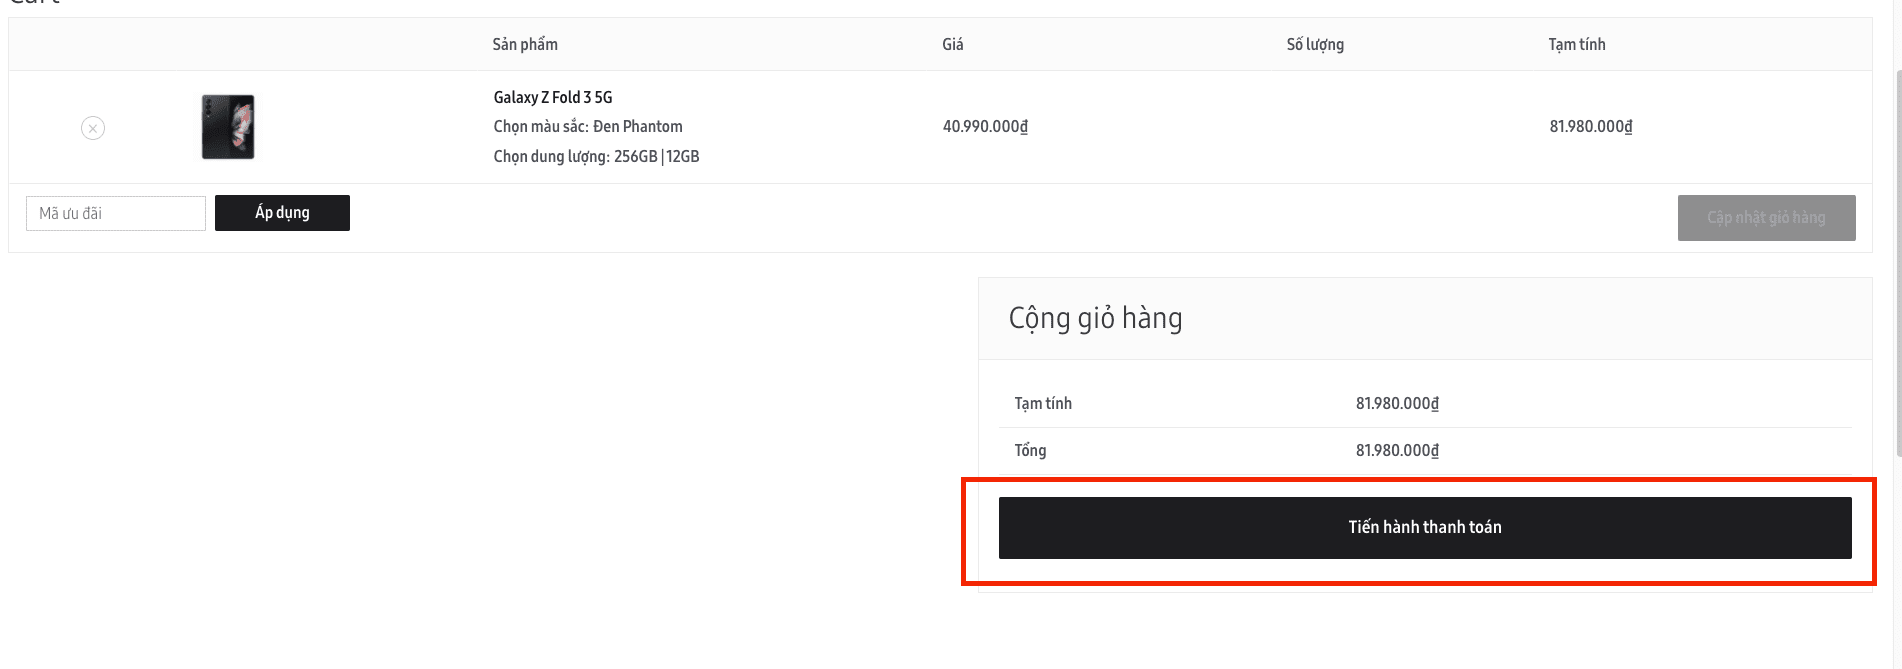 Sản phẩm Giá Số lượng Tạm tính
Galaxy Z Fold 3 5G
Chọn màu sắc: Đen Phantom 40.990.000₫ 81.980.000₫
Chọn dung lượng: 256GB | 12GB
Mã ưu đãi Áp dụng Cập nhật giỏ hàng
Cộng giỏ hàng
Tạm tính 81.980.000₫
Tổng 81.980.000₫
Tiến hành thanh toán